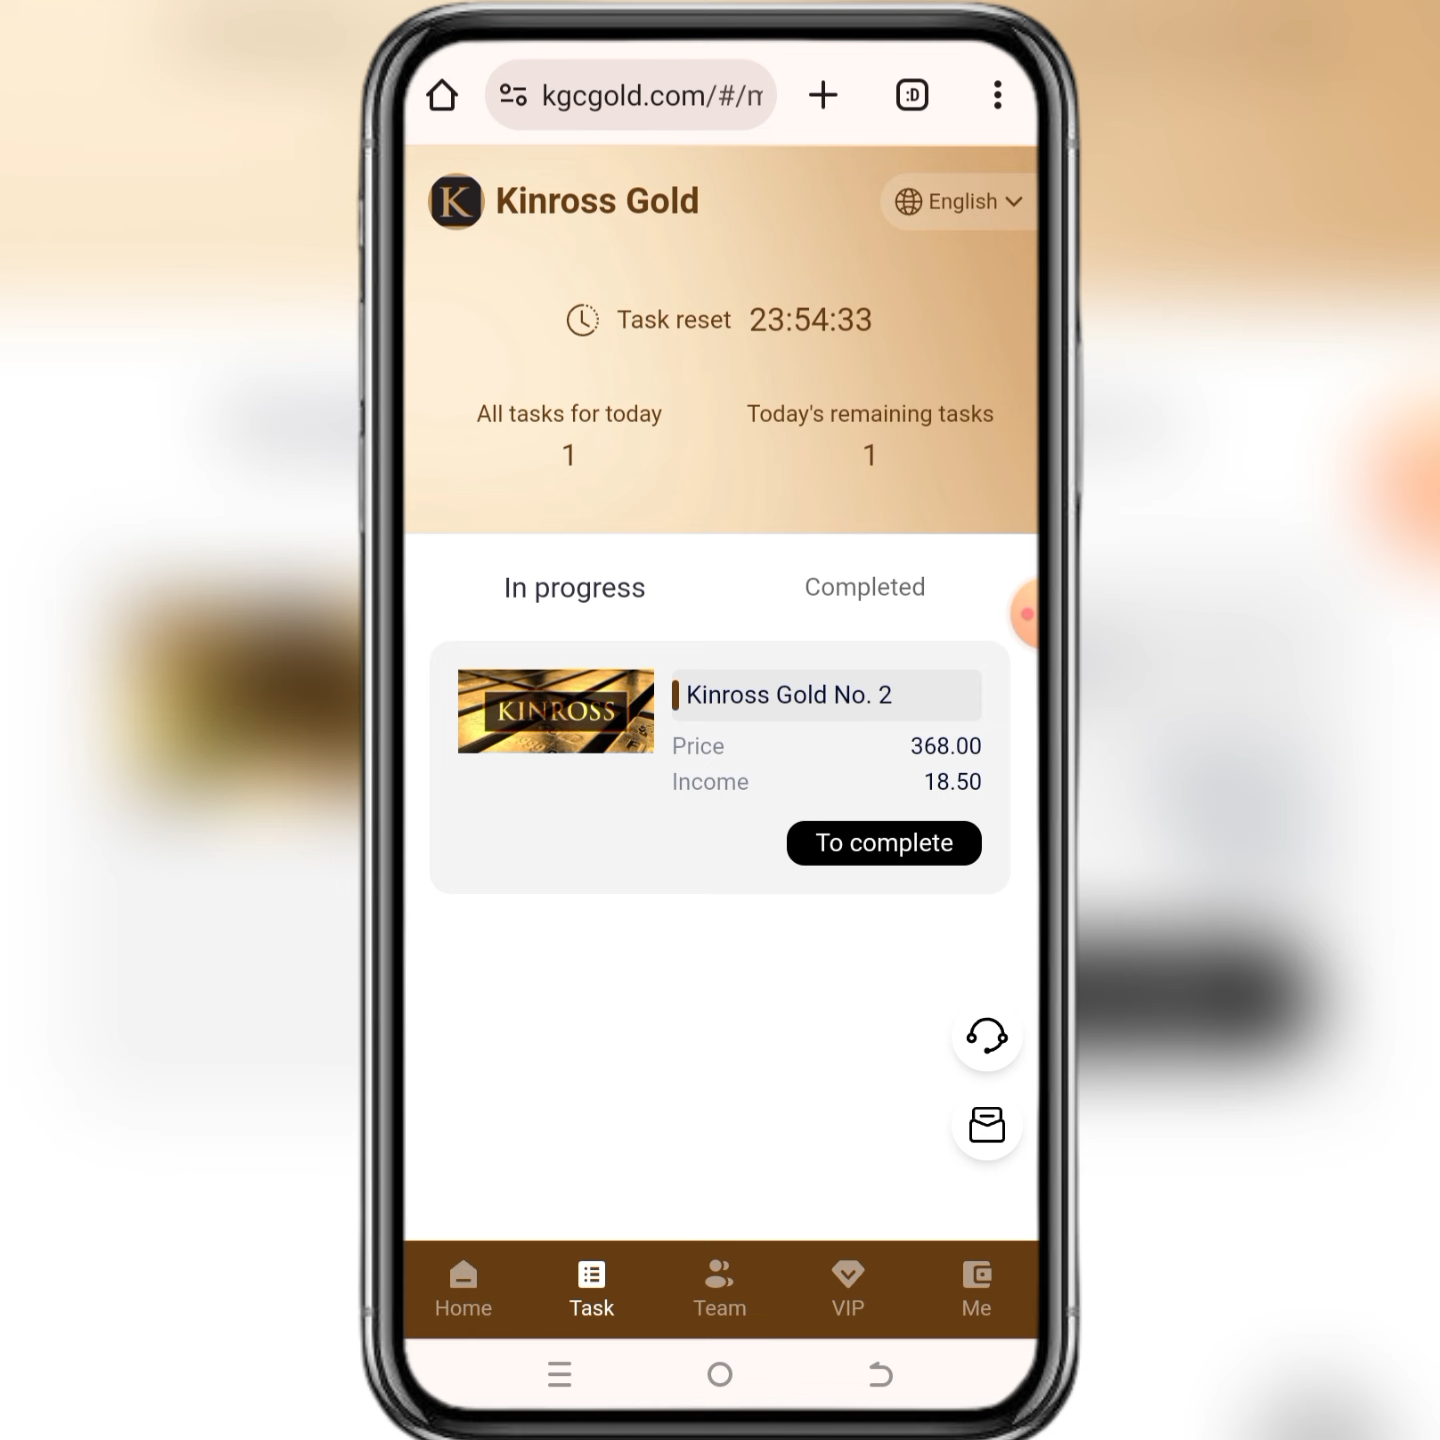 kgcgold.com/#/m
:D
K Kinross Gold
English
Task reset 23:54:33
All tasks for today
Today's remaining tasks
1
1
In progress
Completed
KINROSS
Kinross Gold No. 2
Price 368.00
Income 18.50
To complete
Home
Task
Team
VIP
Me